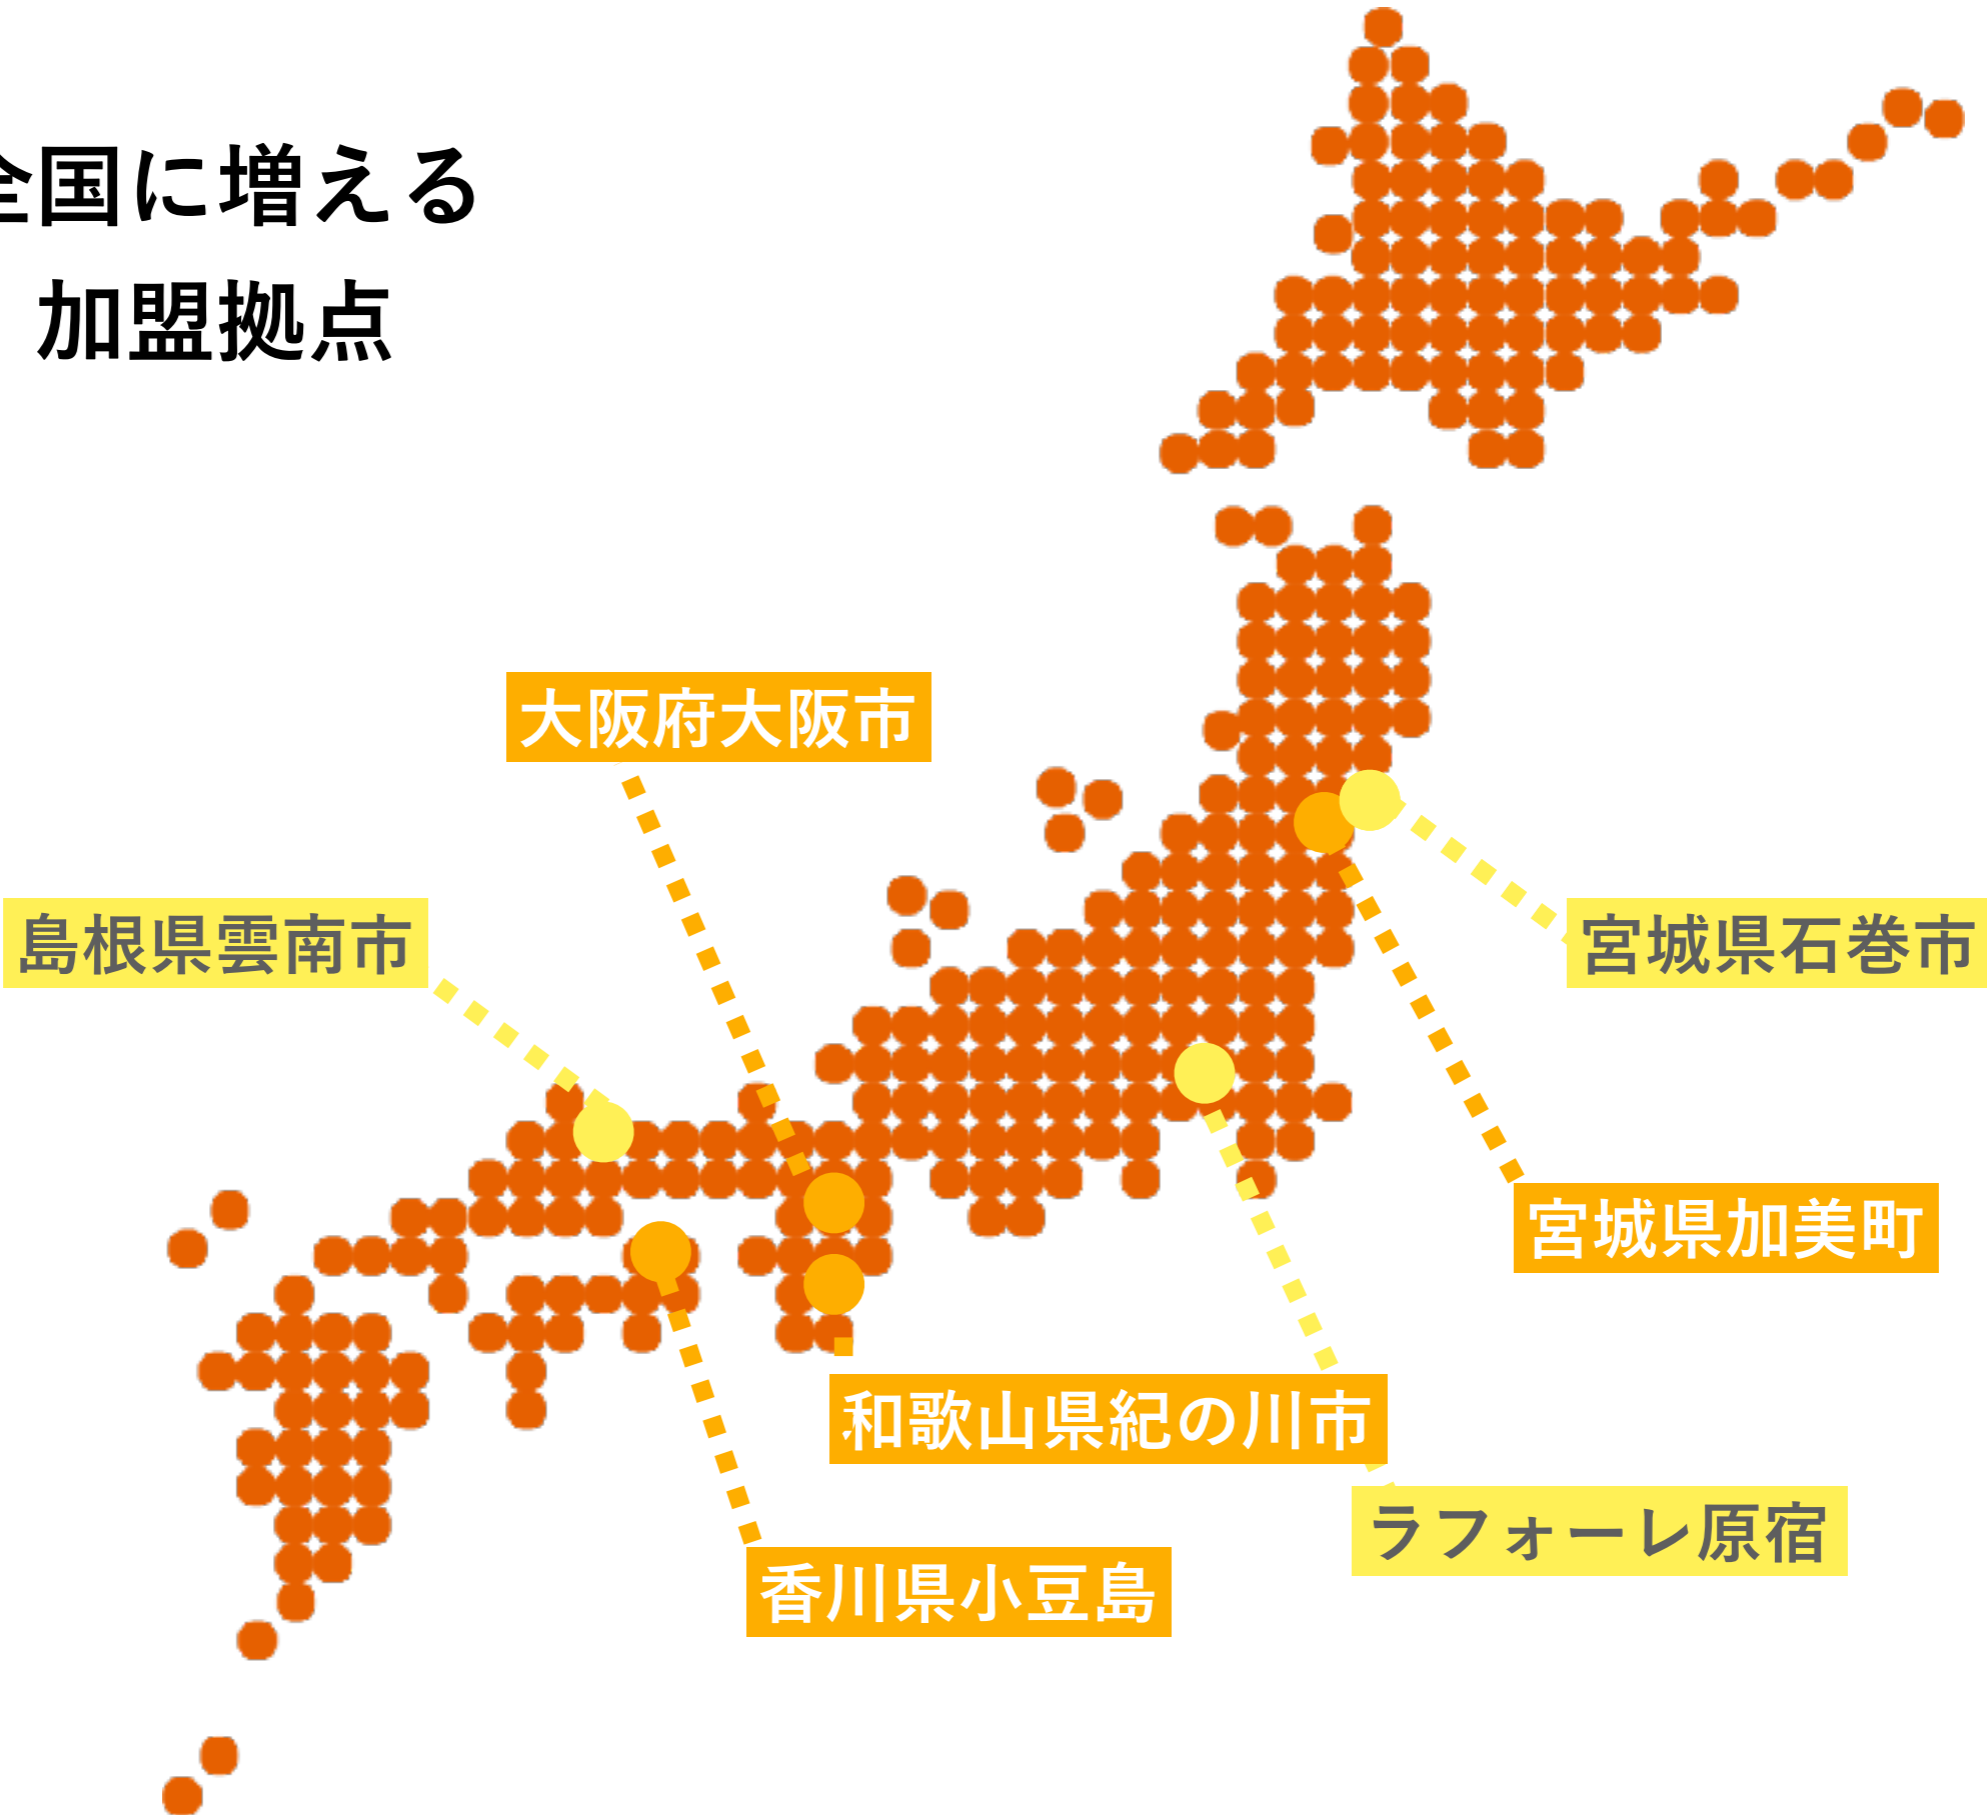 全国に増える
加盟拠点
大阪府大阪市
島根県雲南市
宮城県石巻市
宮城県加美町
和歌山県紀の川市
ラフォーレ原宿
香川県小豆島